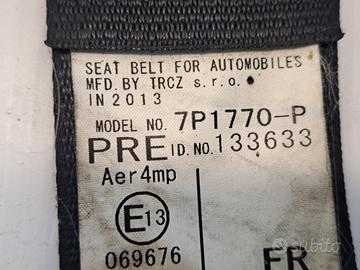 SEAT BELT FOR AUTOMOBILES
MFD. BY TRCZ s.r.o.
IN 2013
MODEL NO. 7P1770-P
PRE ID. NO. 133633
Aer4mp
E13
069676
FR
subito